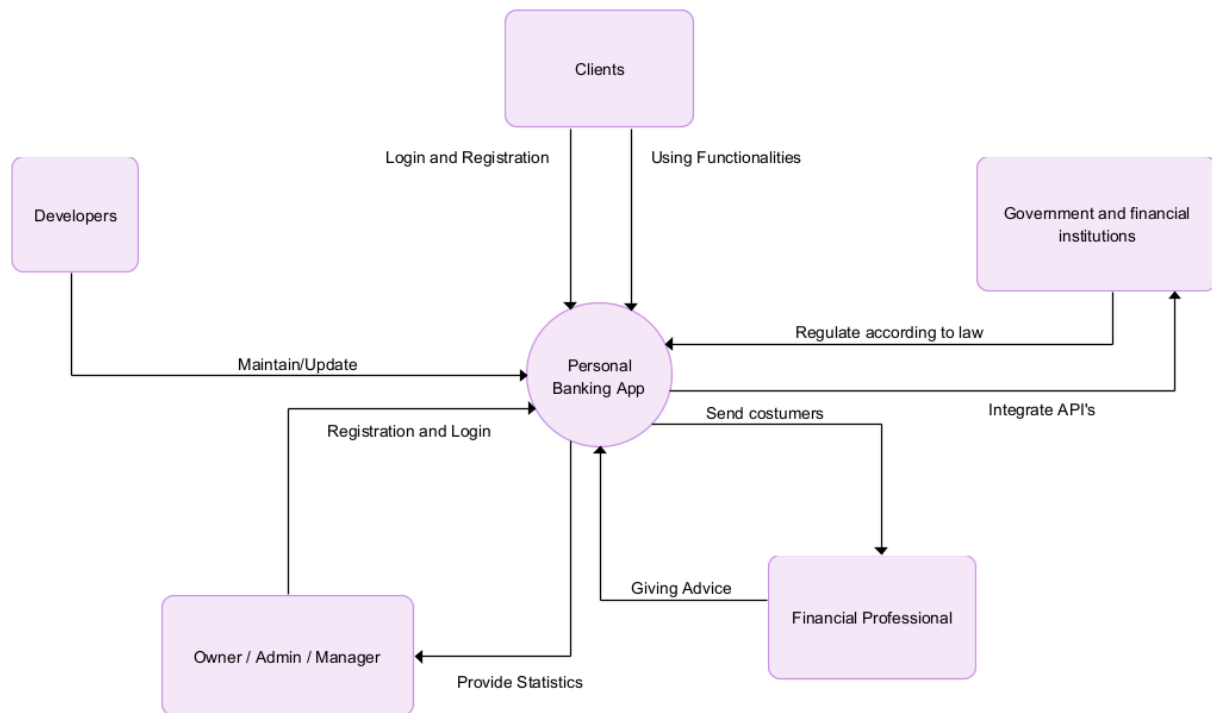 Clients
Login and Registration
Using Functionalities
Developers
Government and financial
institutions
Regulate according to law
Maintain/Update
Personal
Banking App
Integrate API's
Send costumers
Registration and Login
Giving Advice
Financial Professional
Owner / Admin / Manager
Provide Statistics